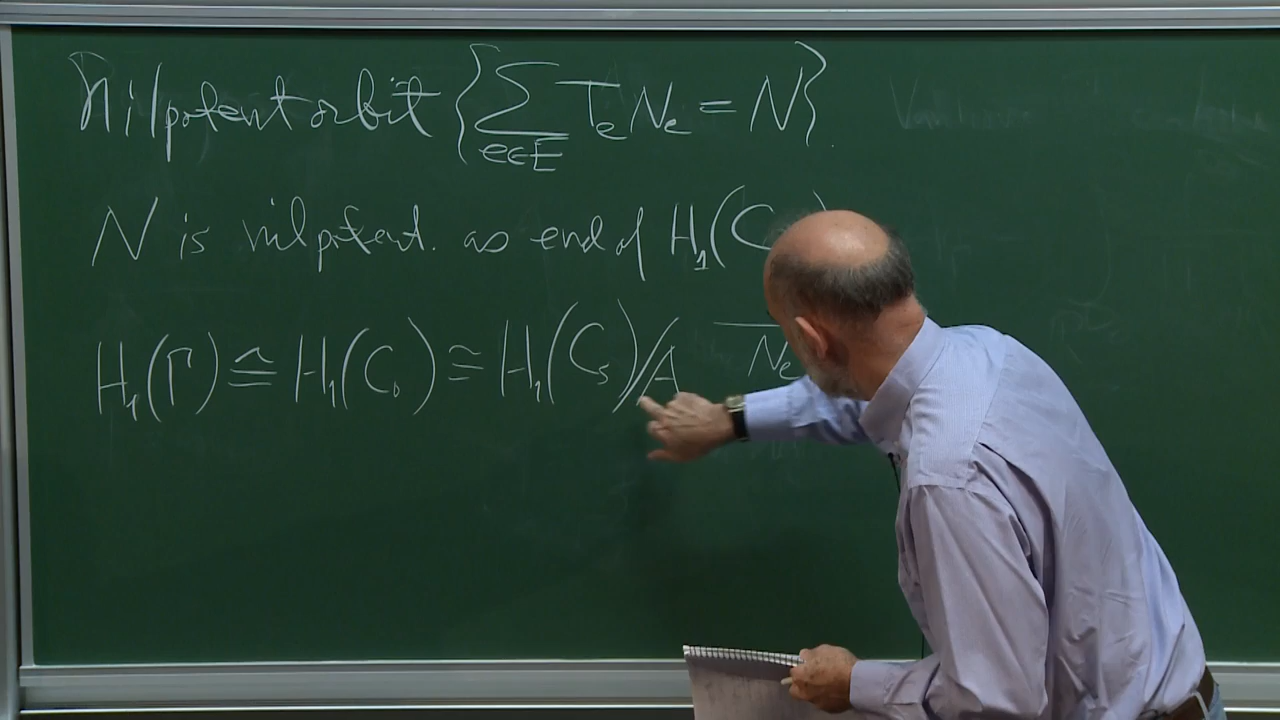 Nilpotent orbit { ∑_{e∈E} T_e N_e = N }.
N is nilpotent. as end of H_1(C
H_1(Γ) ≅ H_1(C_0) ≅ H_1(C_s)/A N_e